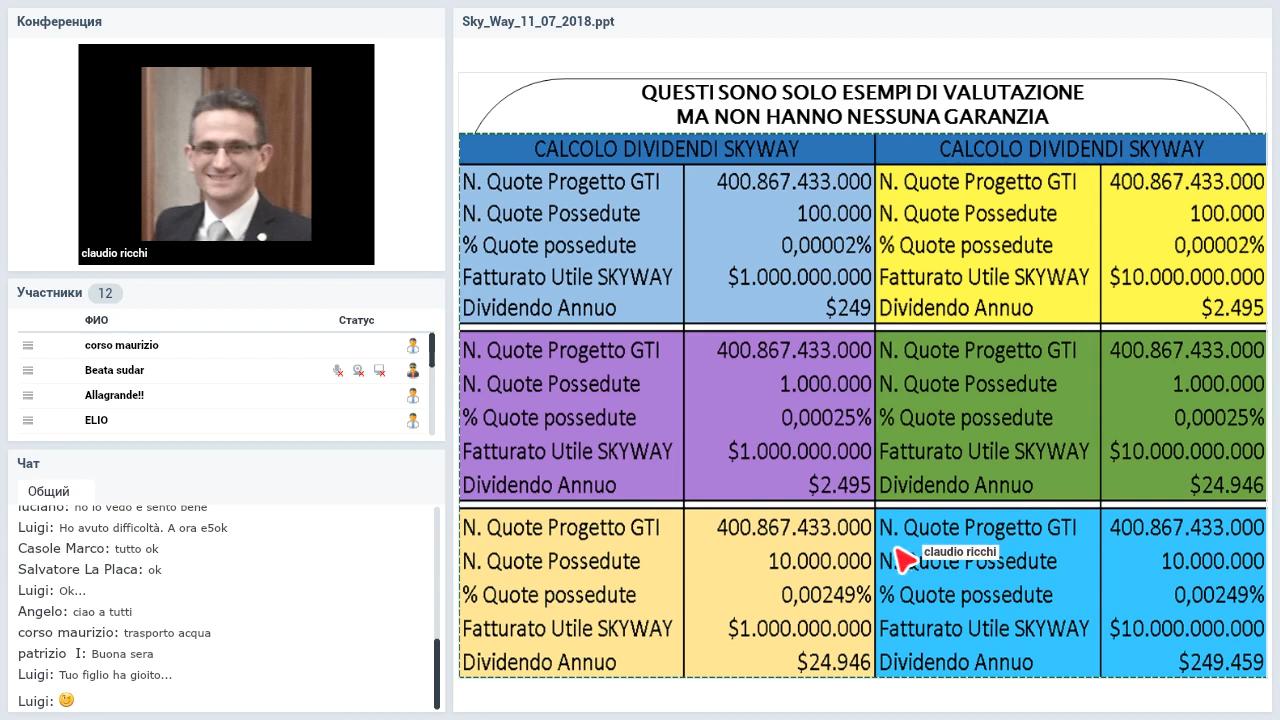 Конференция
claudio ricchi
Участники 12
ФИО Статус
corso maurizio
Beata sudar
Allagrande!!
ELIO
Чат
Общий
luciano: no lo vedo e sento bene
Luigi: Ho avuto difficoltà. A ora e5ok
Casole Marco: tutto ok
Salvatore La Placa: ok
Luigi: Ok...
Angelo: ciao a tutti
corso maurizio: trasporto acqua
patrizio I: Buona sera
Luigi: Tuo figlio ha gioito...
Luigi:
Sky_Way_11_07_2018.ppt
QUESTI SONO SOLO ESEMPI DI VALUTAZIONE
MA NON HANNO NESSUNA GARANZIA
CALCOLO DIVIDENDI SKYWAY CALCOLO DIVIDENDI SKYWAY
N. Quote Progetto GTI 400.867.433.000 N. Quote Progetto GTI 400.867.433.000
N. Quote Possedute 100.000 N. Quote Possedute 100.000
% Quote possedute 0,00002% % Quote possedute 0,00002%
Fatturato Utile SKYWAY $1.000.000.000 Fatturato Utile SKYWAY $10.000.000.000
Dividendo Annuo $249 Dividendo Annuo $2.495
N. Quote Progetto GTI 400.867.433.000 N. Quote Progetto GTI 400.867.433.000
N. Quote Possedute 1.000.000 N. Quote Possedute 1.000.000
% Quote possedute 0,00025% % Quote possedute 0,00025%
Fatturato Utile SKYWAY $1.000.000.000 Fatturato Utile SKYWAY $10.000.000.000
Dividendo Annuo $2.495 Dividendo Annuo $24.946
N. Quote Progetto GTI 400.867.433.000 N. Quote Progetto GTI 400.867.433.000
claudio ricchi
N. Quote Possedute 10.000.000 N. Quote Possedute 10.000.000
% Quote possedute 0,00249% % Quote possedute 0,00249%
Fatturato Utile SKYWAY $1.000.000.000 Fatturato Utile SKYWAY $10.000.000.000
Dividendo Annuo $24.946 Dividendo Annuo $249.459